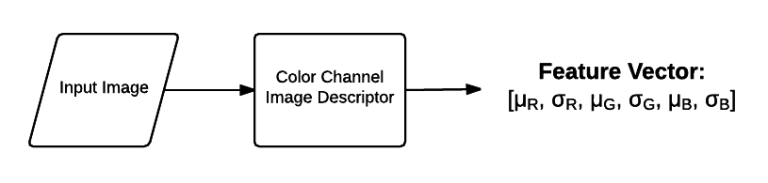 Input Image
Color Channel
Image Descriptor
Feature Vector:
[μR, σR, μG, σG, μB, σB]